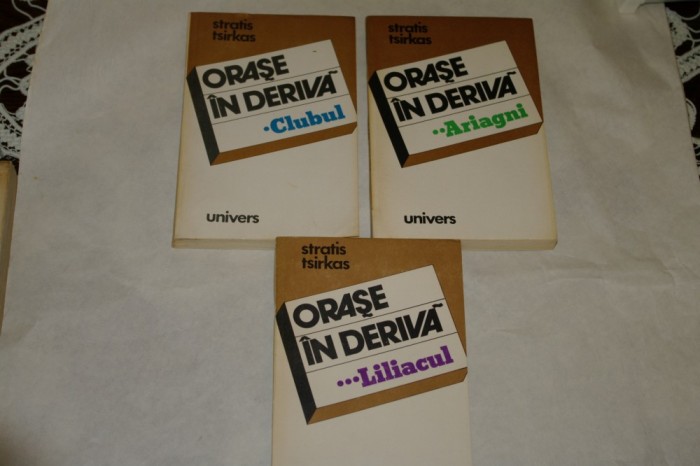 stratis
tsirkas
ORAȘE
ÎN DERIVĂ
•Clubul
univers
stratis
tsirkas
ORAȘE
ÎN DERIVĂ
••Ariagni
univers
stratis
tsirkas
ORAȘE
ÎN DERIVĂ
•••Liliacul